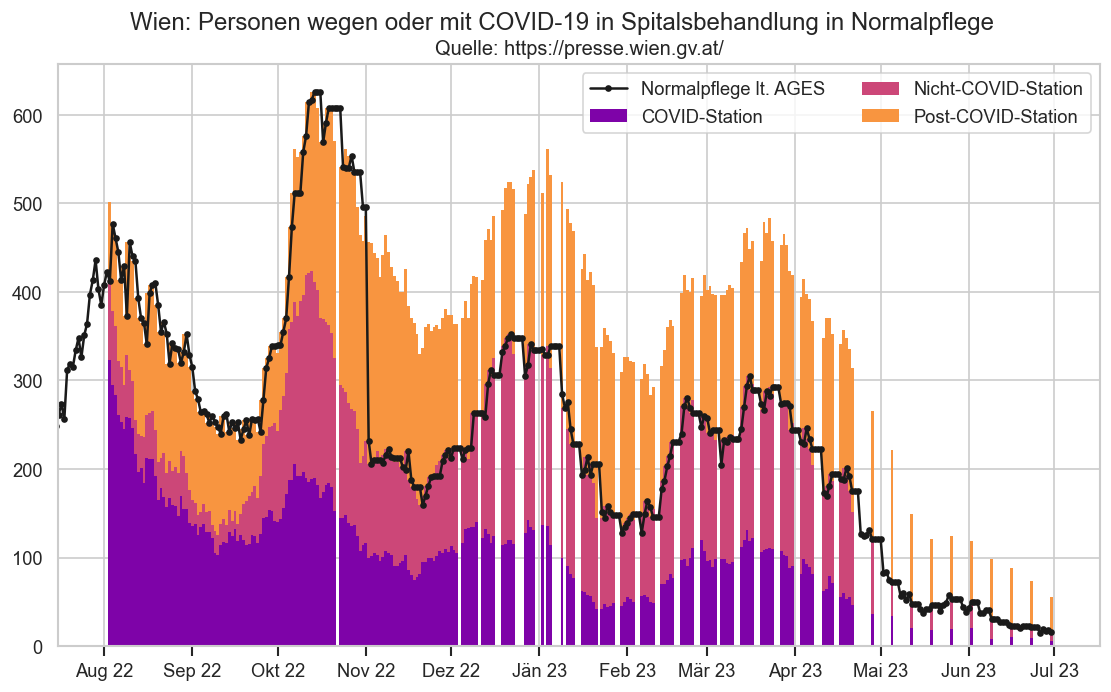 Wien: Personen wegen oder mit COVID-19 in Spitalsbehandlung in Normalpflege
Quelle: https://presse.wien.gv.at/
Normalpflege lt. AGES
COVID-Station
Nicht-COVID-Station
Post-COVID-Station
600
500
400
300
200
100
0
Aug 22
Sep 22
Okt 22
Nov 22
Dez 22
Jän 23
Feb 23
Mär 23
Apr 23
Mai 23
Jun 23
Jul 23